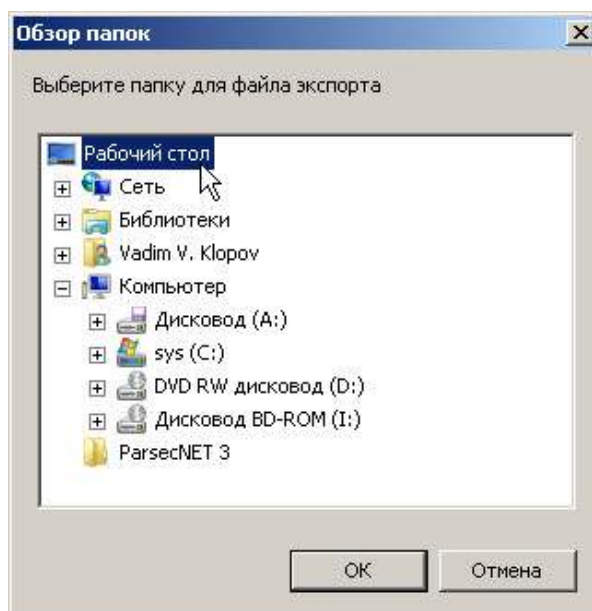 Обзор папок
Выберите папку для файла экспорта
Рабочий стол
Сеть
Библиотеки
Vadim V. Klopov
Компьютер
Дисковод (A:)
sys (C:)
DVD RW дисковод (D:)
Дисковод BD-ROM (I:)
ParsecNET 3
OK
Отмена